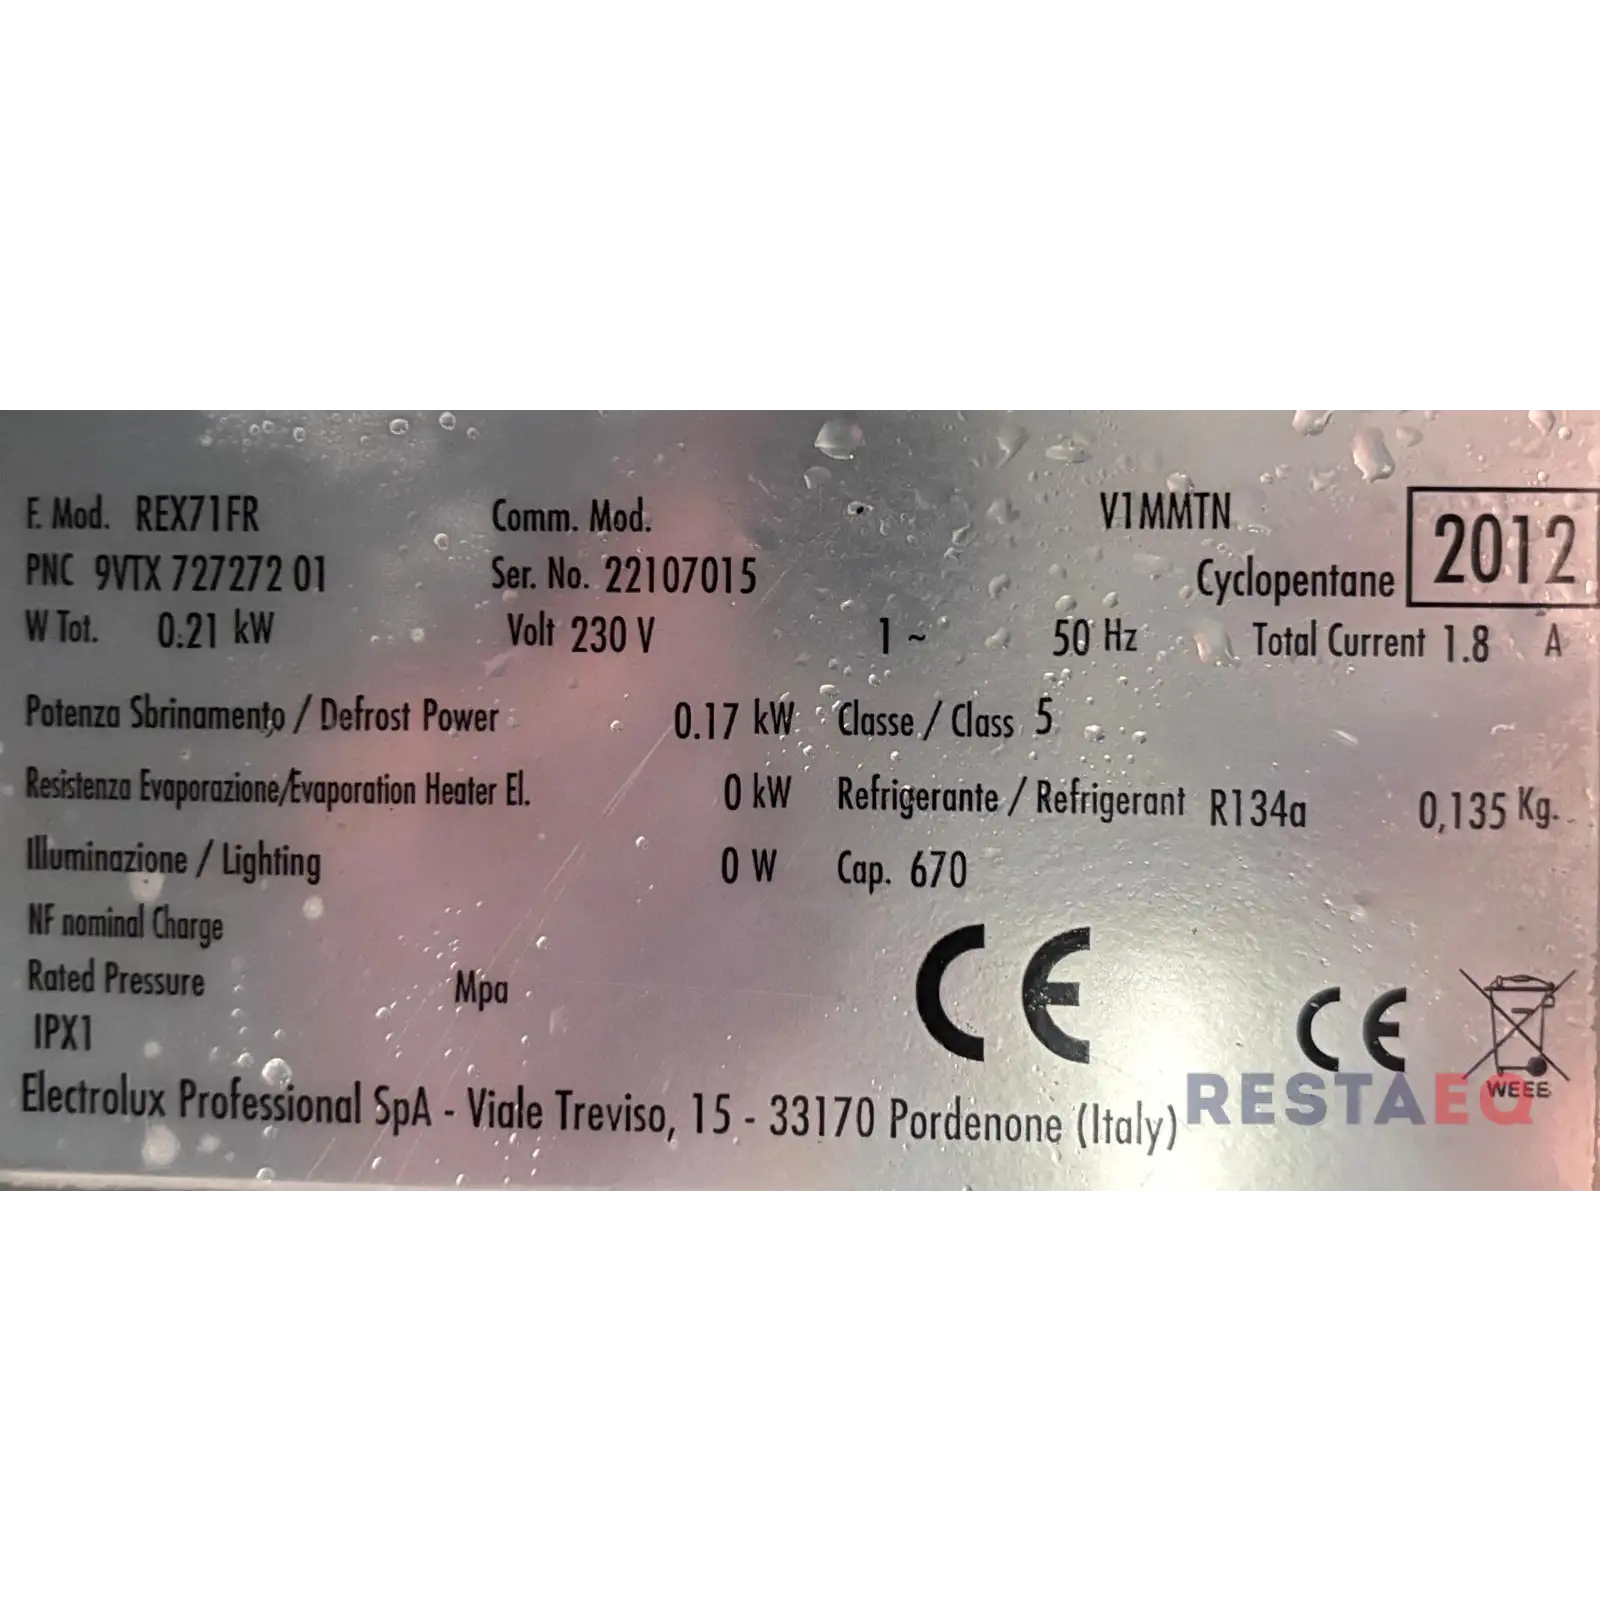 F. Mod. REX71FR Comm. Mod. V1MMTN 2012
PNC 9VTX 727272 01 Ser. No. 22107015 Cyclopentane
W Tot. 0.21 kW Volt 230 V 1 ~ 50 Hz Total Current 1.8 A
Potenza Sbrinamento / Defrost Power 0.17 kW Classe / Class 5
Resistenza Evaporazione/Evaporation Heater El. 0 kW Refrigerante / Refrigerant R134a 0,135 Kg.
Illuminazione / Lighting 0 W Cap. 670
NF nominal Charge
Rated Pressure Mpa
IPX1
CE CE
WEEE
Electrolux Professional SpA - Viale Treviso, 15 - 33170 Pordenone (Italy)
RESTAEQ